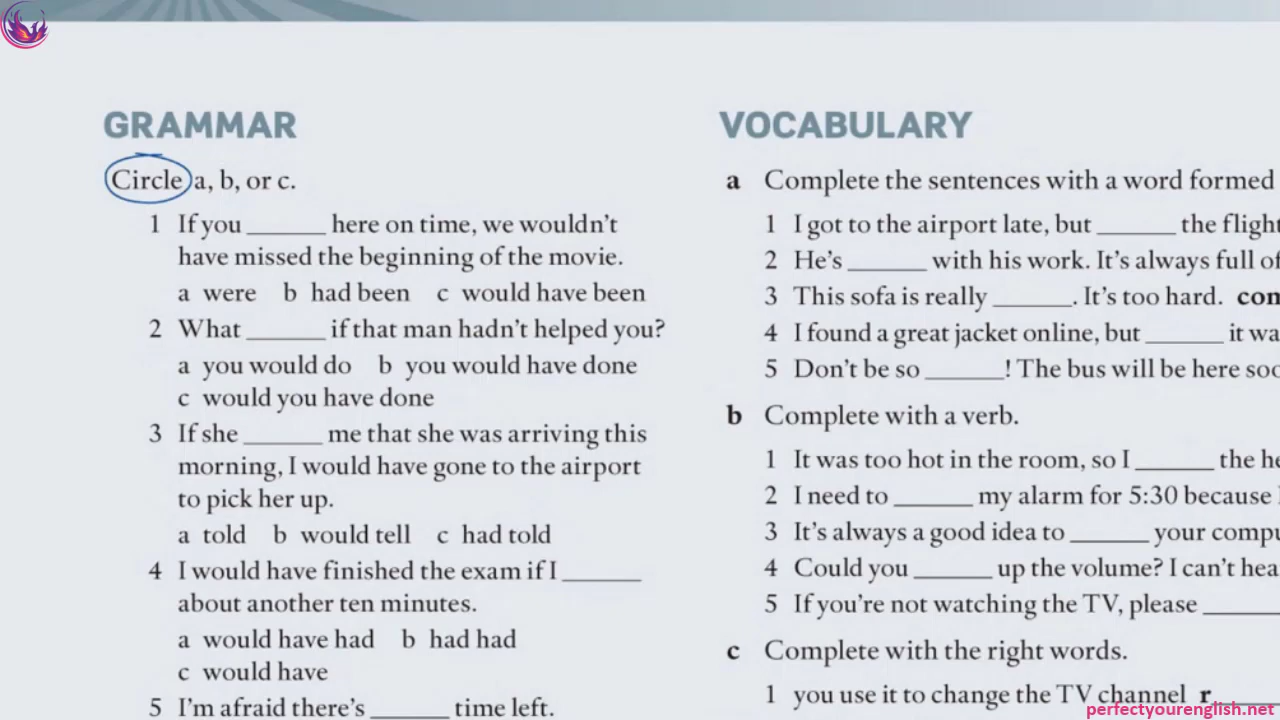 GRAMMAR
Circle a, b, or c.
1 If you ______ here on time, we wouldn't
have missed the beginning of the movie.
a were b had been c would have been
2 What ______ if that man hadn't helped you?
a you would do b you would have done
c would you have done
3 If she ______ me that she was arriving this
morning, I would have gone to the airport
to pick her up.
a told b would tell c had told
4 I would have finished the exam if I ______
about another ten minutes.
a would have had b had had
c would have
5 I'm afraid there's ______ time left.
VOCABULARY
a Complete the sentences with a word formed
1 I got to the airport late, but ______ the flight
2 He's ______ with his work. It's always full of
3 This sofa is really ______. It's too hard. com
4 I found a great jacket online, but ______ it wa
5 Don't be so ______! The bus will be here soo
b Complete with a verb.
1 It was too hot in the room, so I ______ the he
2 I need to ______ my alarm for 5:30 because
3 It's always a good idea to ______ your compu
4 Could you ______ up the volume? I can't hea
5 If you're not watching the TV, please ______
c Complete with the right words.
1 you use it to change the TV channel r______
perfectyourenglish.net